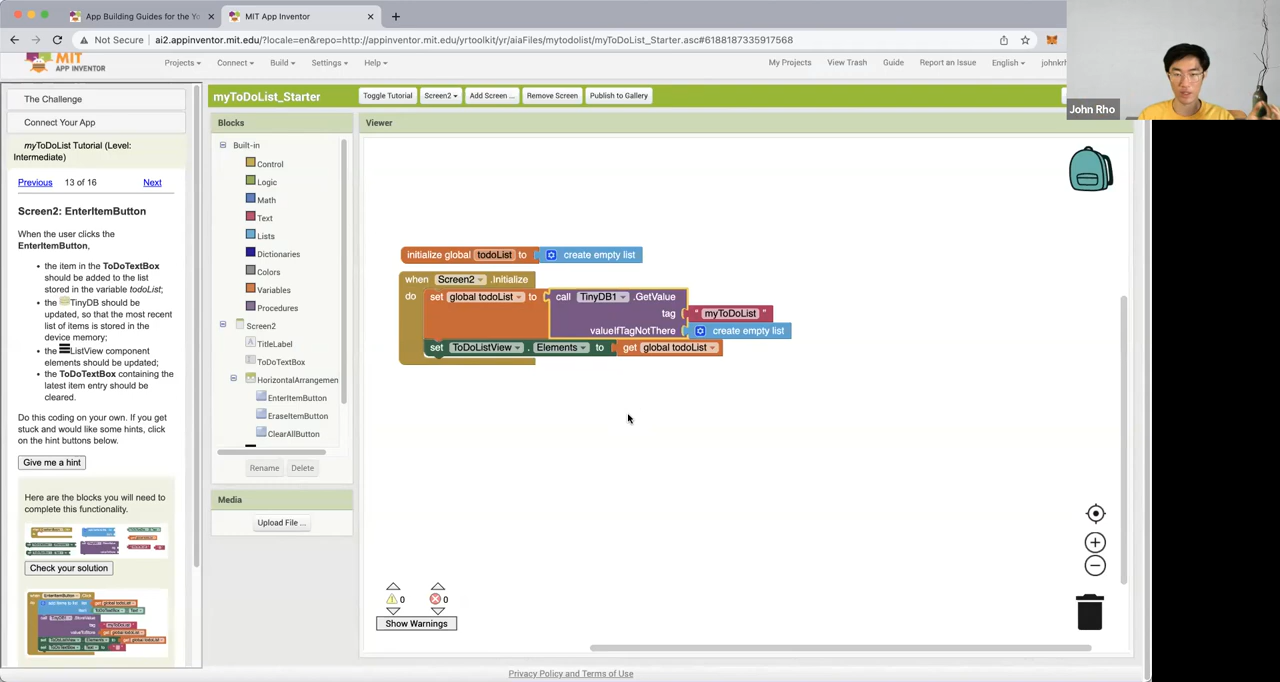 App Building Guides for the Yo
MIT App Inventor
Not Secure
ai2.appinventor.mit.edu/?locale=en&repo=http://appinventor.mit.edu/yrtoolkit/yr/aiaFiles/mytodolist/myToDoList_Starter.asc#6188187335917568
MIT
APP INVENTOR
Projects
Connect
Build
Settings
Help
My Projects
View Trash
Guide
Report an Issue
English
johnkrh
John Rho
The Challenge
Connect Your App
myToDoList Tutorial (Level:
Intermediate)
Previous 13 of 16 Next
Screen2: EnterItemButton
When the user clicks the
EnterItemButton,
the item in the ToDoTextBox
should be added to the list
stored in the variable todoList;
the TinyDB should be
updated, so that the most recent
list of items is stored in the
device memory;
the ListView component
elements should be updated;
the ToDoTextBox containing the
latest item entry should be
cleared.
Do this coding on your own. If you get
stuck and would like some hints, click
on the hint buttons below.
Give me a hint
Here are the blocks you will need to
complete this functionality.
Check your solution
myToDoList_Starter
Toggle Tutorial
Screen2
Add Screen ...
Remove Screen
Publish to Gallery
Blocks
Built-in
Control
Logic
Math
Text
Lists
Dictionaries
Colors
Variables
Procedures
Screen2
TitleLabel
ToDoTextBox
HorizontalArrangemen
EnterItemButton
EraseItemButton
ClearAllButton
Rename
Delete
Media
Upload File ...
Viewer
initialize global todoList to create empty list
when Screen2 .Initialize
do set global todoList to call TinyDB1 .GetValue
tag " myToDoList "
valueIfTagNotThere create empty list
set ToDoListView . Elements to get global todoList
0 0
Show Warnings
Privacy Policy and Terms of Use